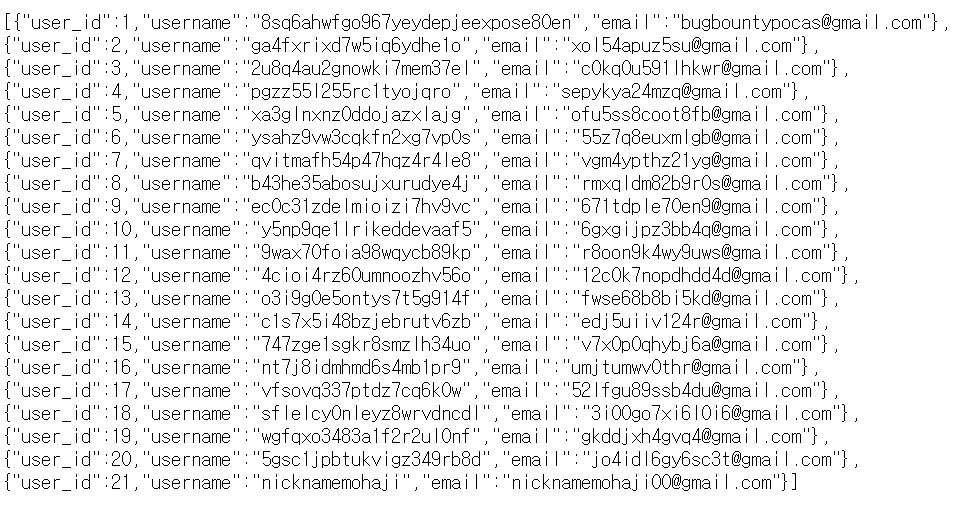 [{"user_id":1,"username":"8sq6ahwfgo967yeydepjeexpose80en","email":"bugbountypocas@gmail.com"},
{"user_id":2,"username":"ga4fxrixd7w5iq6ydhe1o","email":"xol54apuz5su@gmail.com"},
{"user_id":3,"username":"2u8q4au2gnowki7mem37el","email":"c0kq0u591lhkwr@gmail.com"},
{"user_id":4,"username":"pgzz55l255rc1tyojqro","email":"sepykya24mzq@gmail.com"},
{"user_id":5,"username":"xa3glnxnz0ddojazxlajg","email":"ofu5ss8coot8fb@gmail.com"},
{"user_id":6,"username":"ysahz9vw3cqkfn2xg7vp0s","email":"55z7q8euxmlgb@gmail.com"},
{"user_id":7,"username":"qvitmafh54p47hqz4r4le8","email":"vgm4ypthz21yg@gmail.com"},
{"user_id":8,"username":"b43he35abosujxurudye4j","email":"rmxqldm82b9r0s@gmail.com"},
{"user_id":9,"username":"ec0c31zdelmioizi7hv9vc","email":"671tdple70en9@gmail.com"},
{"user_id":10,"username":"y5np9qe1lrikeddevaaf5","email":"6gxgijpz3bb4q@gmail.com"},
{"user_id":11,"username":"9wax70foia98wqycb89kp","email":"r8oon9k4wy9uws@gmail.com"},
{"user_id":12,"username":"4cioi4rz60umnoozhv56o","email":"12c0k7nopdhdd4d@gmail.com"},
{"user_id":13,"username":"o3i9g0e5ontys7t5g914f","email":"fwse68b8bi5kd@gmail.com"},
{"user_id":14,"username":"c1s7x5i48bzjebrutv6zb","email":"edj5uiiv124r@gmail.com"},
{"user_id":15,"username":"747zge1sgkr8smzlh34uo","email":"v7x0p0qhybj6a@gmail.com"},
{"user_id":16,"username":"nt7j8idmhmd6s4mb1pr9","email":"umjtumwv0thr@gmail.com"},
{"user_id":17,"username":"vfsovq337ptdz7cq6k0w","email":"52lfgu89ssb4du@gmail.com"},
{"user_id":18,"username":"sflelcy0nleyz8wrvdncdl","email":"3i00go7xi6l0i6@gmail.com"},
{"user_id":19,"username":"wgfqxo3483a1f2r2ul0nf","email":"gkddjxh4gvq4@gmail.com"},
{"user_id":20,"username":"5gsc1jpbtukvigz349rb8d","email":"jo4idl6gy6sc3t@gmail.com"},
{"user_id":21,"username":"nicknamemohaji","email":"nicknamemohaji00@gmail.com"}]